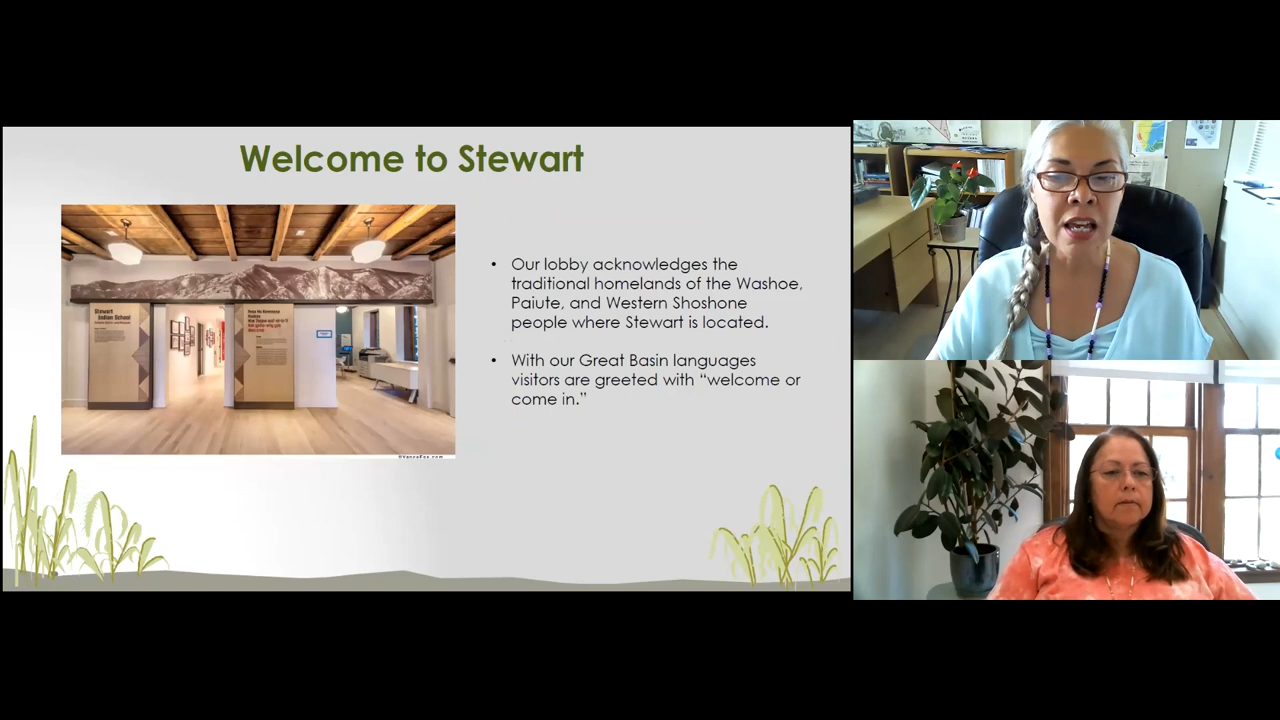 Welcome to Stewart
• Our lobby acknowledges the
traditional homelands of the Washoe,
Paiute, and Western Shoshone
people where Stewart is located.
• With our Great Basin languages
visitors are greeted with “welcome or
come in.”
Stewart
Indian School